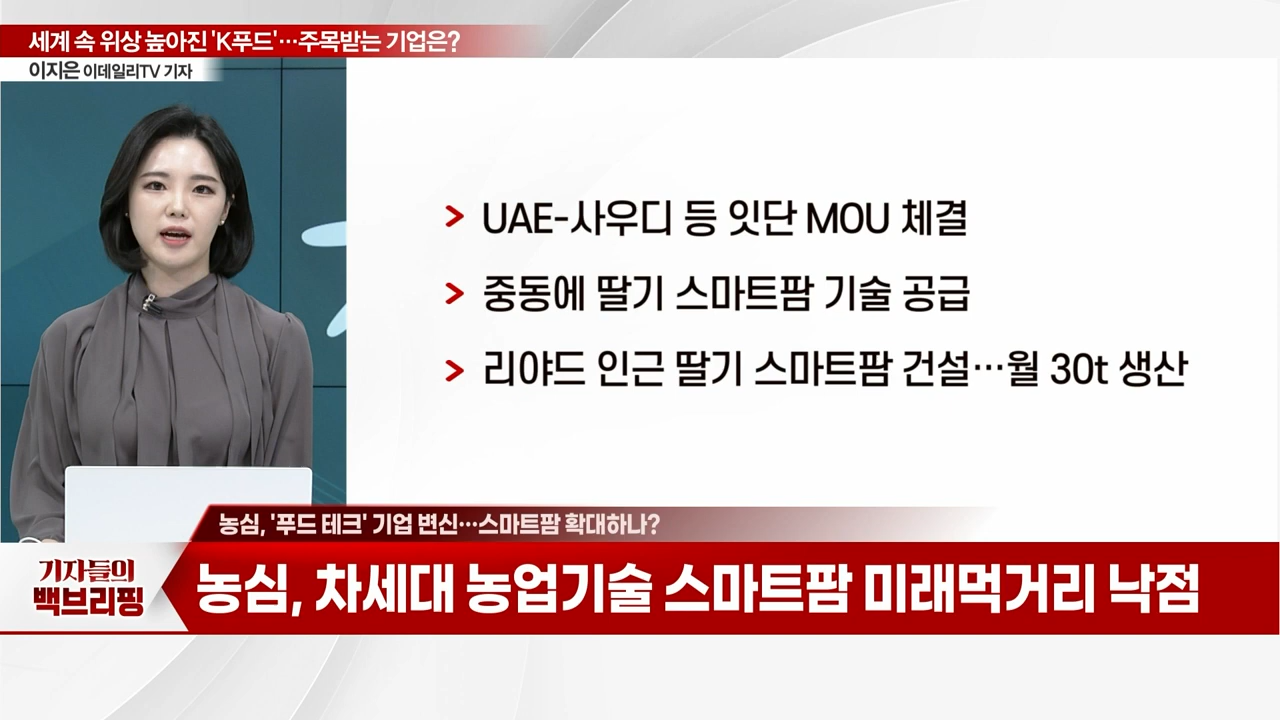 세계 속 위상 높아진 'K푸드'…주목받는 기업은?
이지은 이데일리TV 기자
> UAE-사우디 등 잇단 MOU 체결
> 중동에 딸기 스마트팜 기술 공급
> 리야드 인근 딸기 스마트팜 건설…월 30t 생산
농심, '푸드 테크' 기업 변신…스마트팜 확대하나?
기자들의
백브리핑
농심, 차세대 농업기술 스마트팜 미래먹거리 낙점